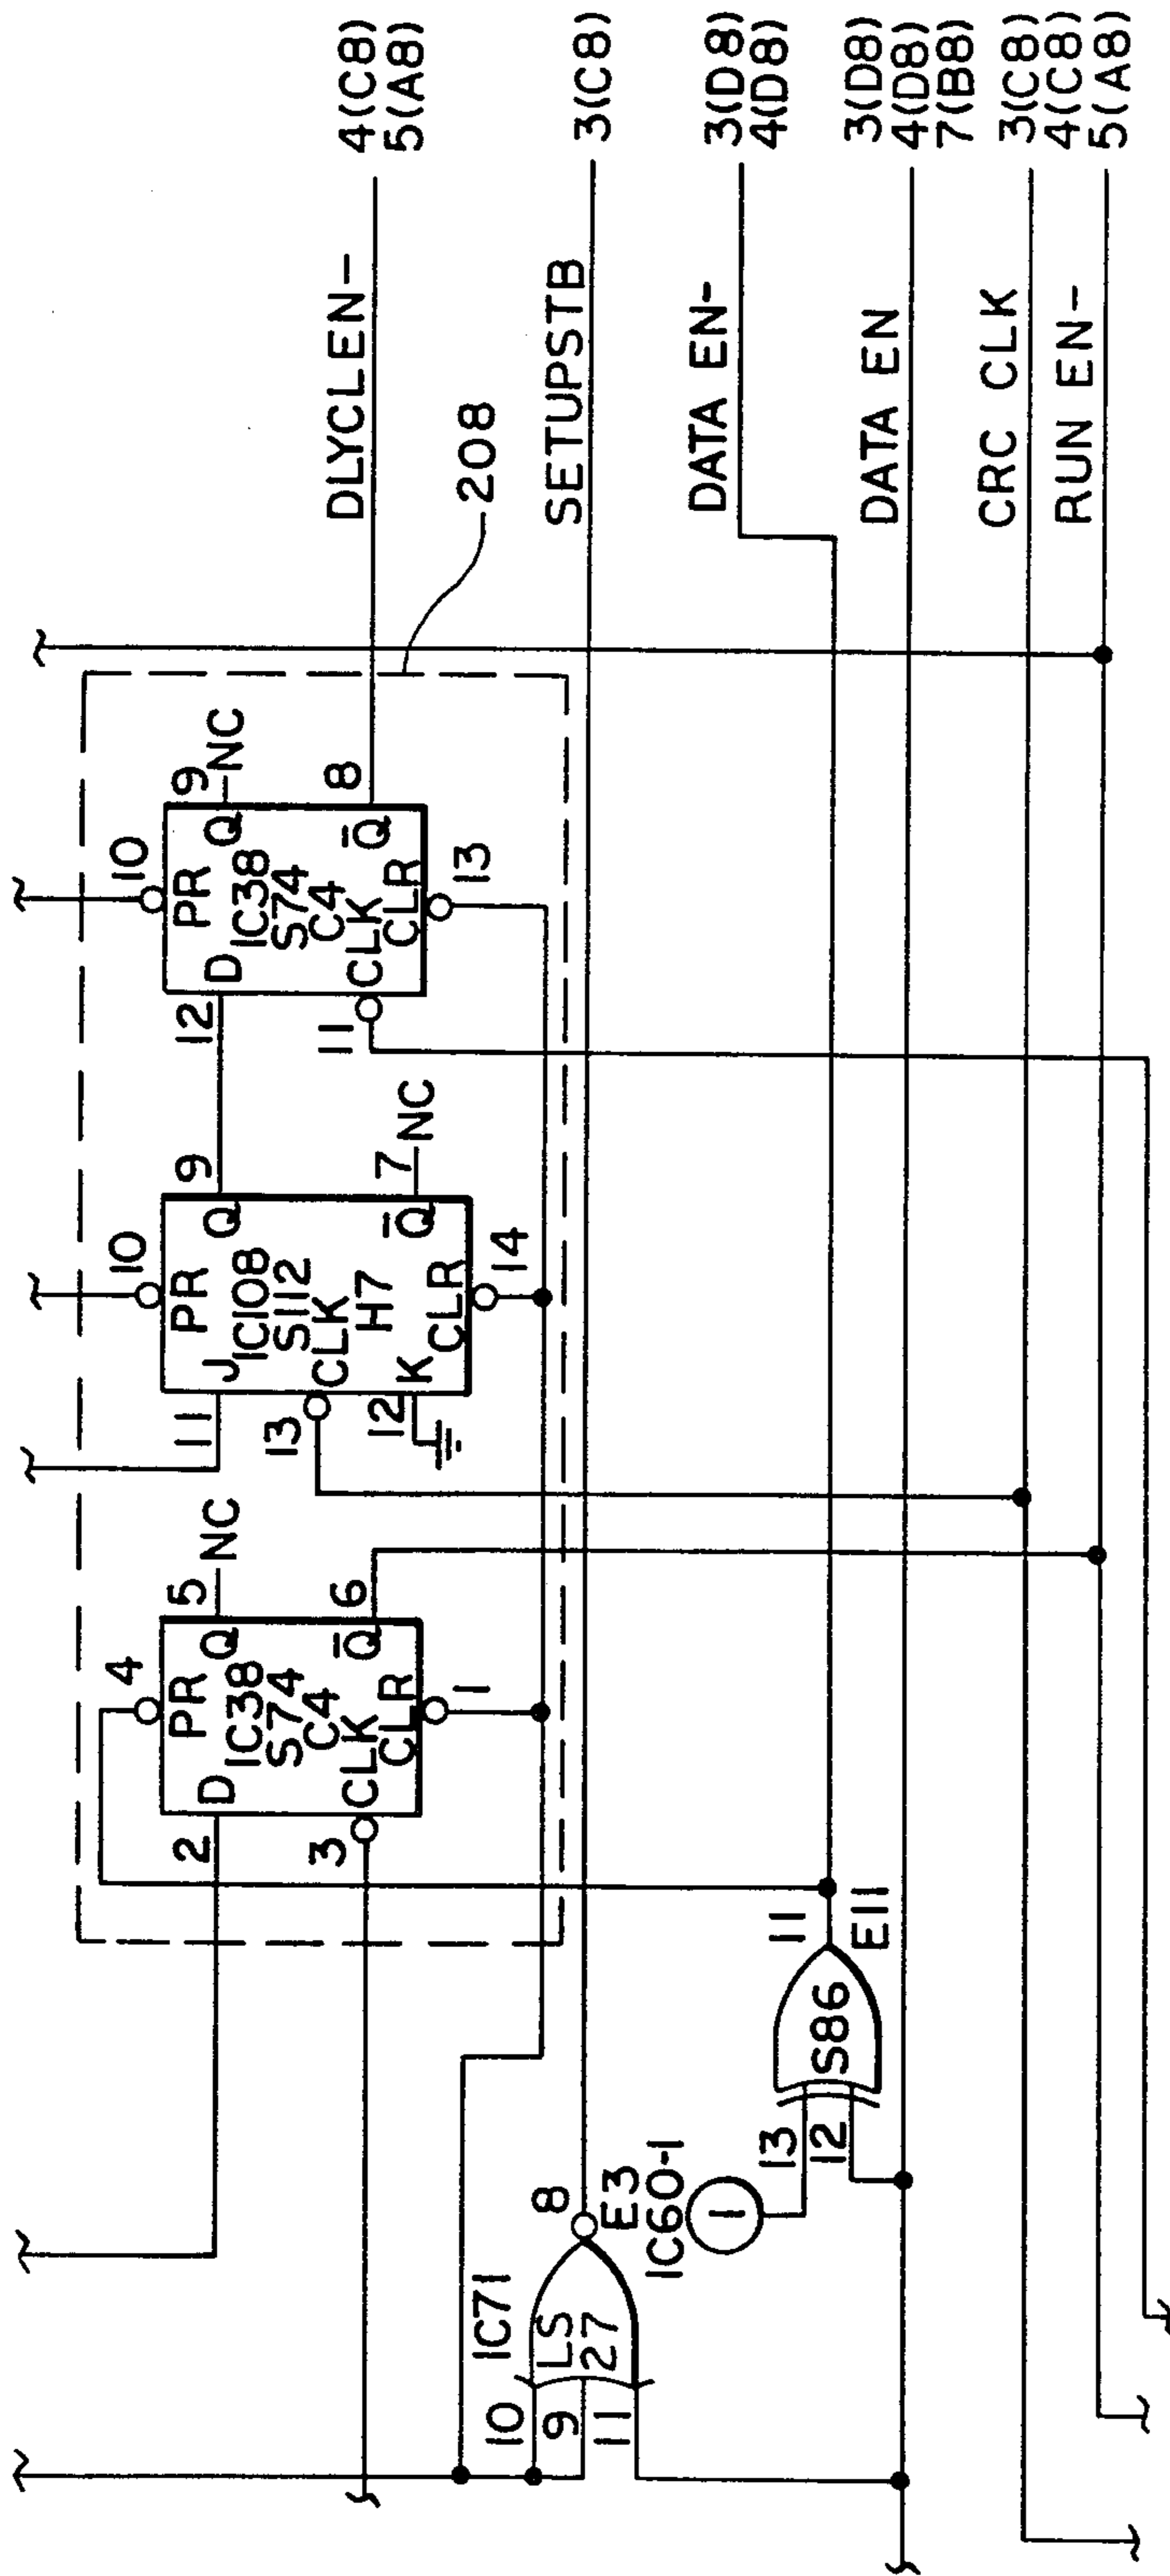 4(C8)
5(A8)
DLYCLEN-
208
3(C8)
SETUPSTB
3(D8)
4(D8)
DATA EN-
3(D8)
4(D8)
7(B8)
DATA EN
3(C8)
4(C8)
CRC CLK
5(A8)
RUN EN-
4
PR
5
NC
Q
2
D
IC38
S74
C4
Q̅
6
3
CLK
CLR
1
10
PR
9
Q
11
J
IC108
S112
13
CLK
H7
Q̅
7
NC
12
K
CLR
14
10
PR
9
NC
Q
12
D
IC38
S74
C4
Q̅
8
11
CLK
CLR
13
IC71
10
LS
27
9
11
8
E3
IC60-1
1
13
12
S86
11
E11